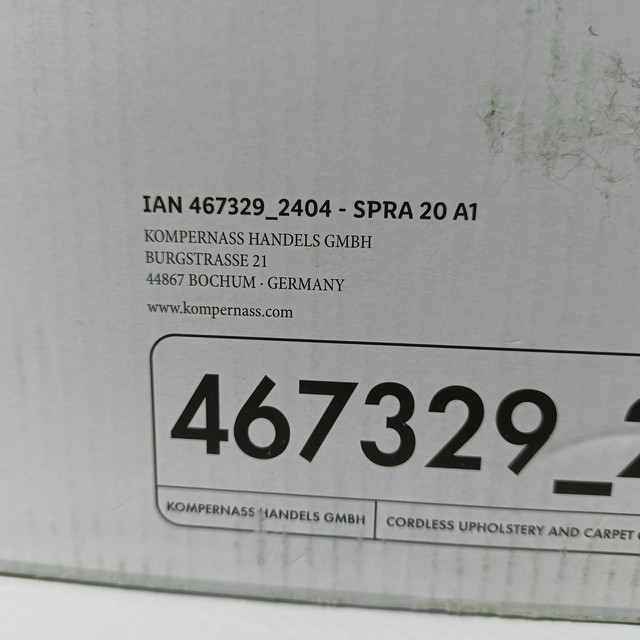 IAN 467329_2404 - SPRA 20 A1
KOMPERNASS HANDELS GMBH
BURGSTRASSE 21
44867 BOCHUM · GERMANY
www.kompernass.com
467329_2
KOMPERNASS HANDELS GMBH
CORDLESS UPHOLSTERY AND CARPET